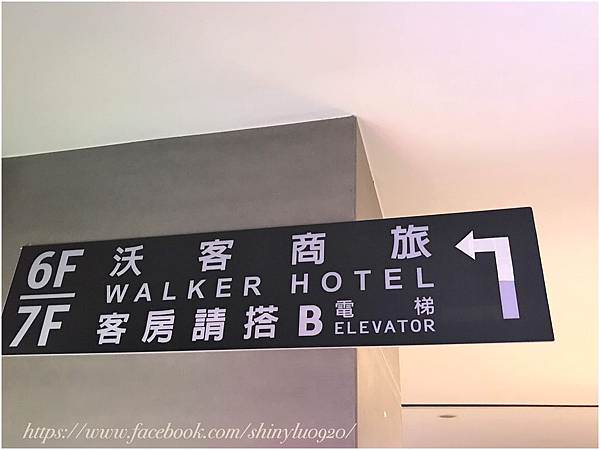 6F
7F
沃客商旅
WALKER HOTEL
客房請搭B電梯
ELEVATOR
https://www.facebook.com/shinyluo920/